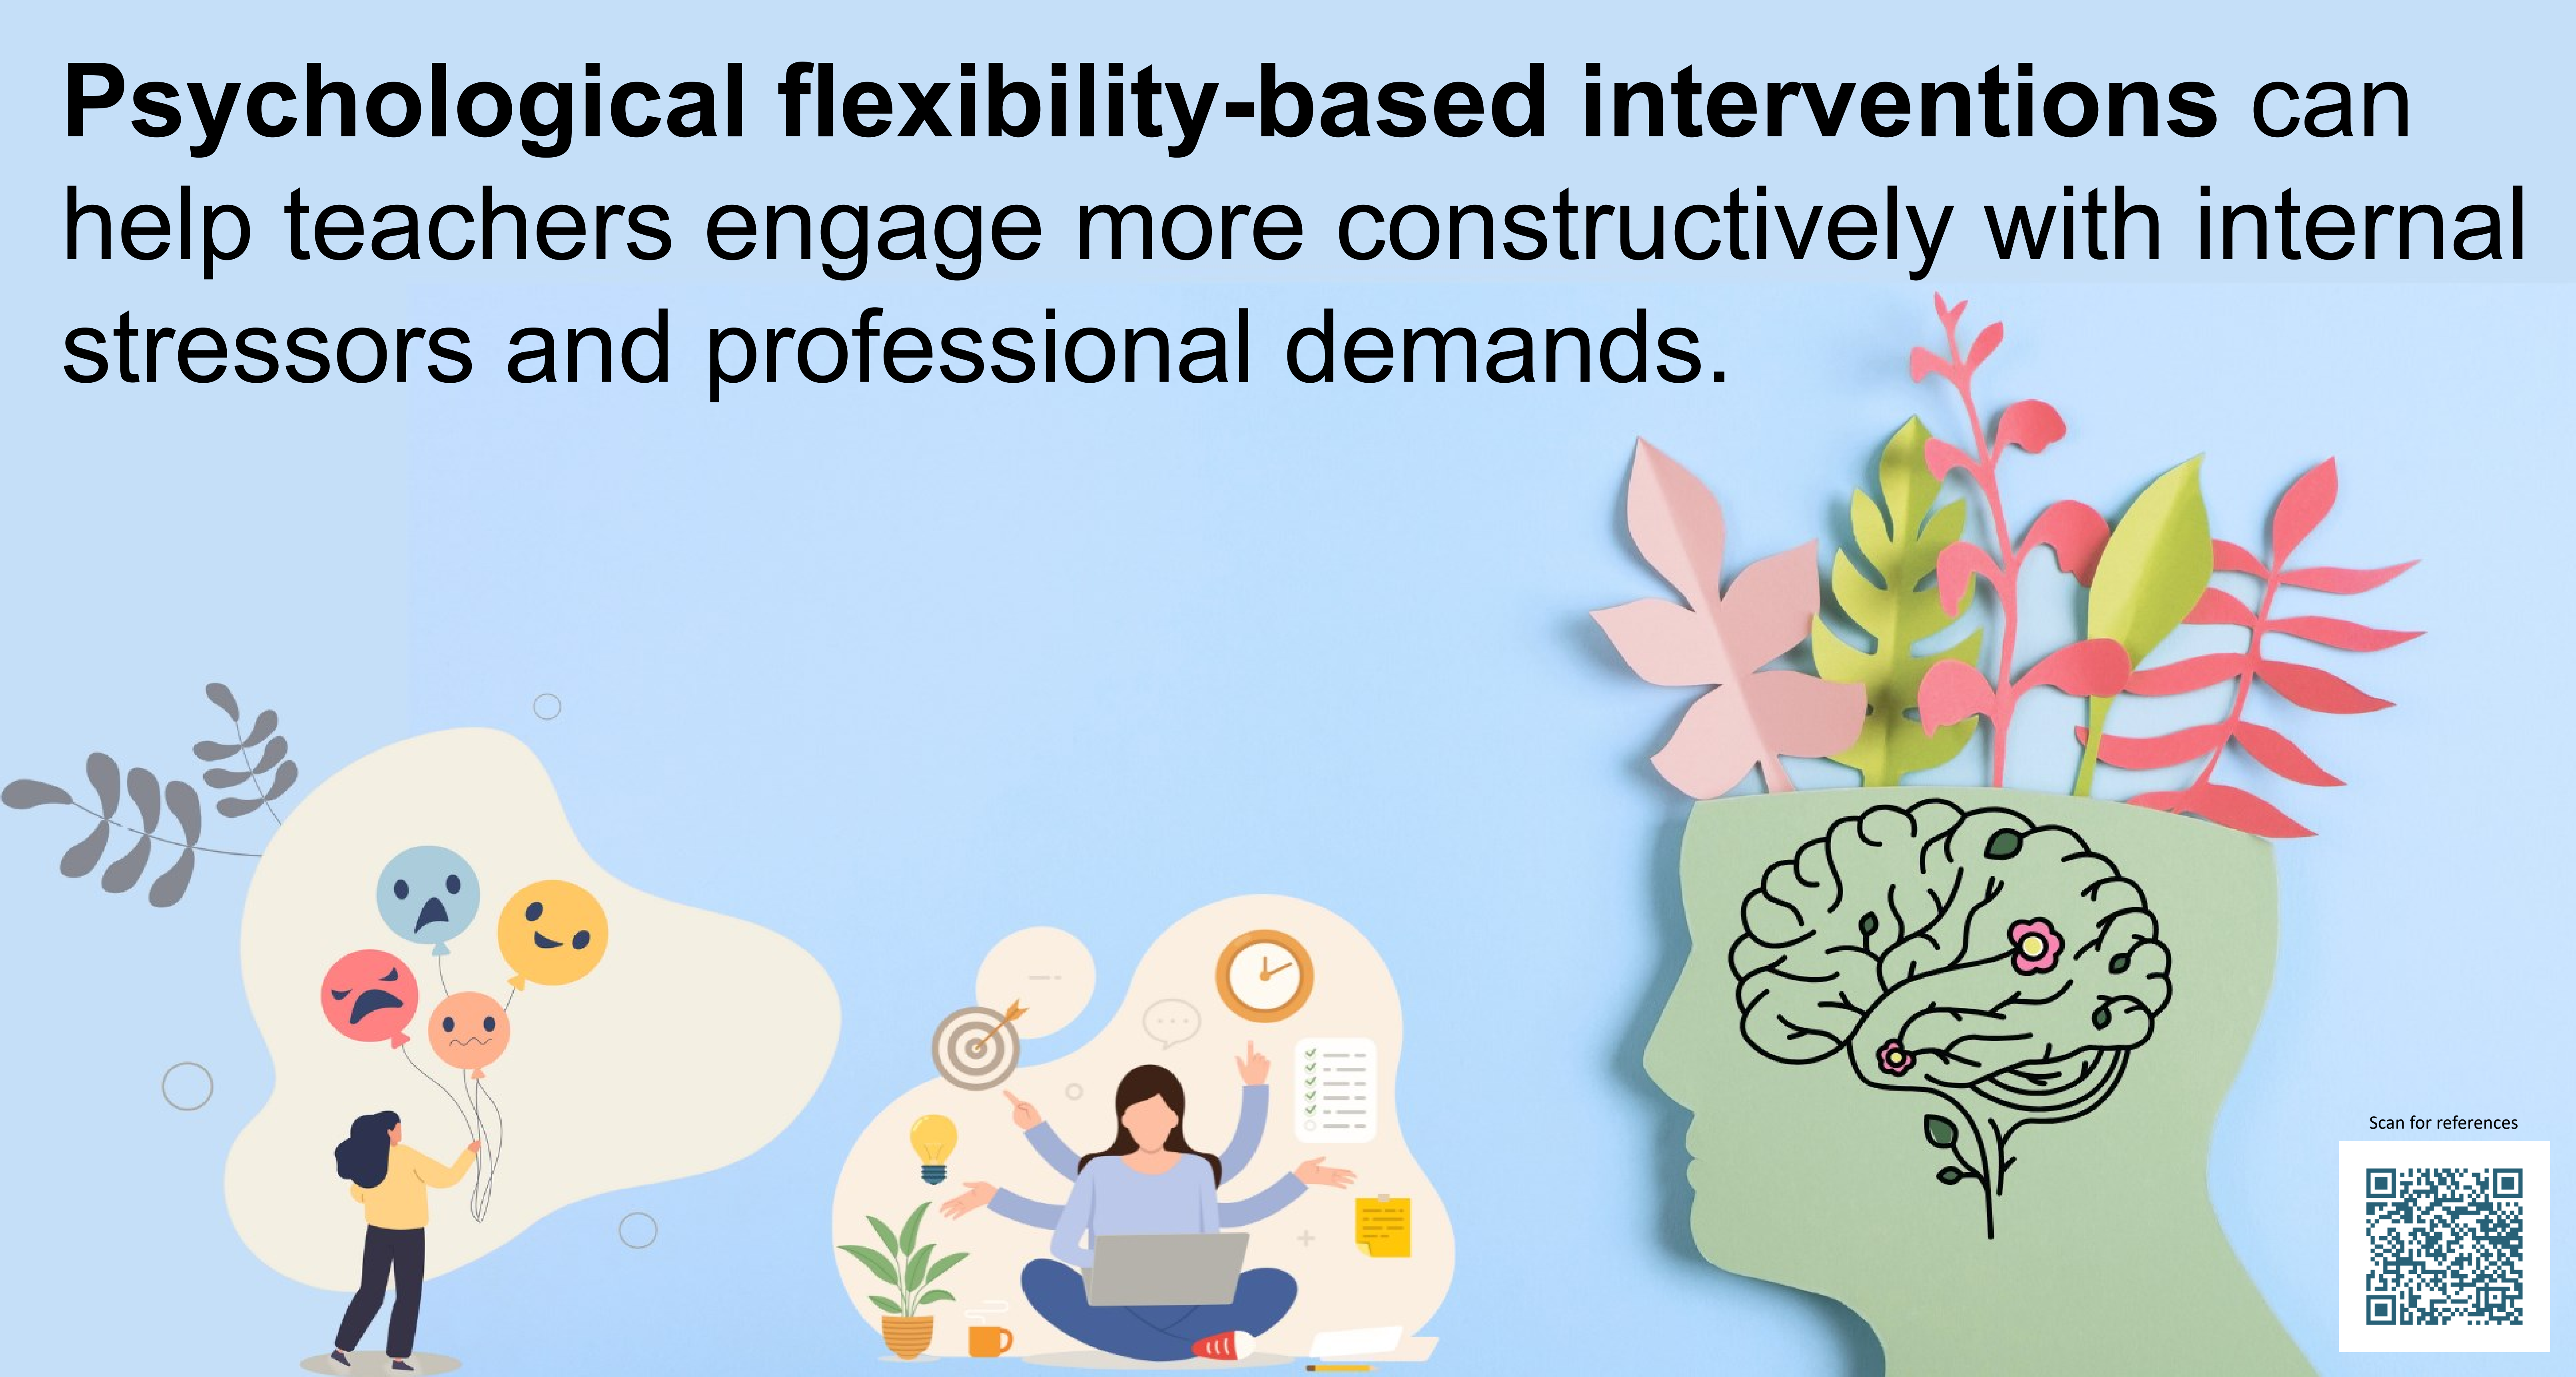 Psychological flexibility-based interventions can
help teachers engage more constructively with internal
stressors and professional demands.
Scan for references